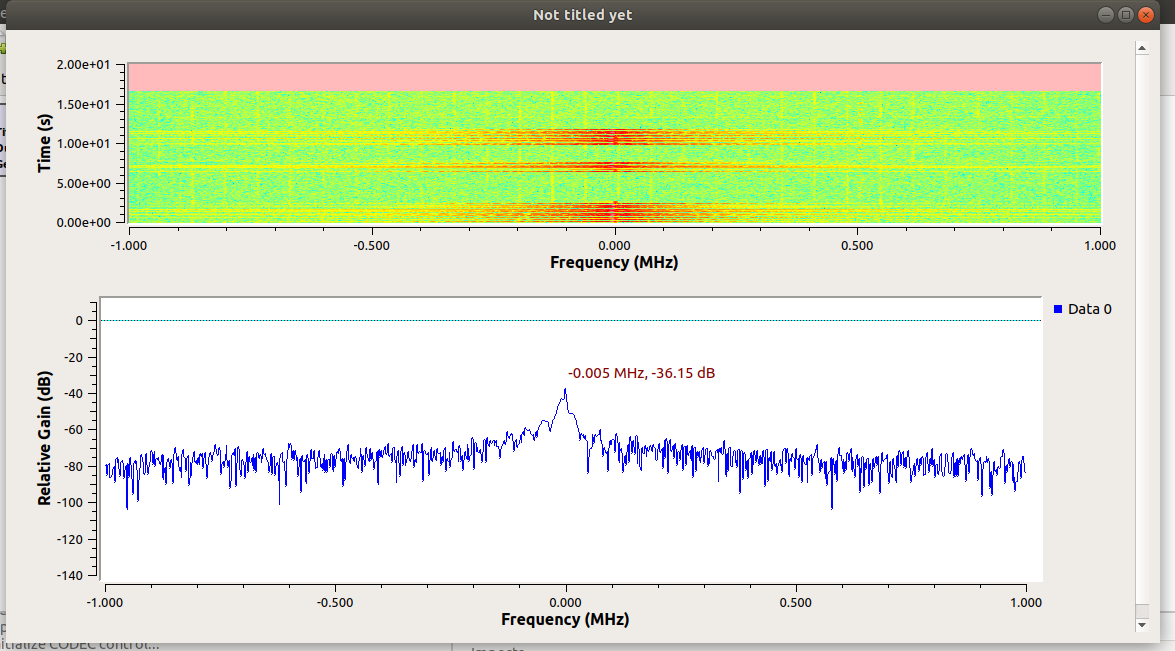 Not titled yet
2.00e+01
1.50e+01
1.00e+01
5.00e+00
0.00e+00
Time (s)
-1.000 -0.500 0.000 0.500 1.000
Frequency (MHz)
Data 0
0
-20
-40
-60
-80
-100
-120
-140
Relative Gain (dB)
-0.005 MHz, -36.15 dB
-1.000 -0.500 0.000 0.500 1.000
Frequency (MHz)
itialize CODEC control...